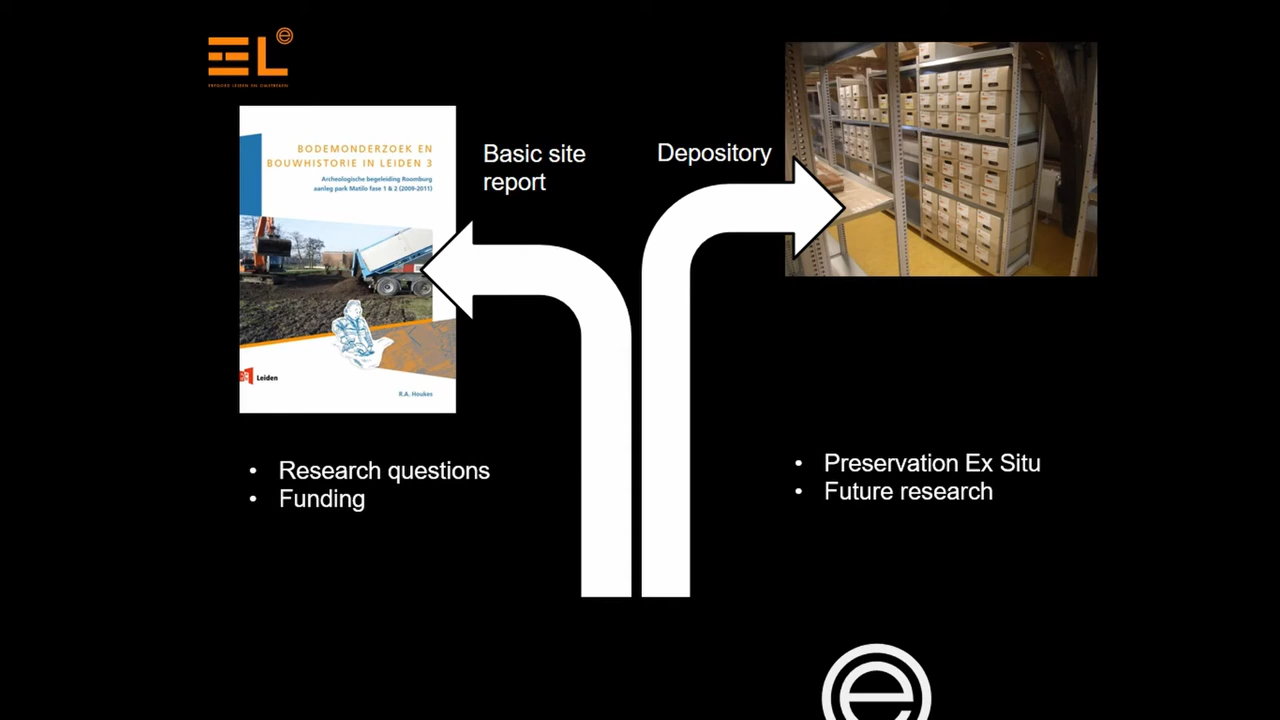 EL
e
ERFGOED LEIDEN EN OMSTREKEN
BODEMONDERZOEK EN
BOUWHISTORIE IN LEIDEN 3
Archeologische begeleiding Roomburg
aanleg park Matilo fase 1 & 2 (2009-2011)
Leiden
R.A. Houkes
Basic site
report
Depository
• Research questions
• Funding
• Preservation Ex Situ
• Future research
e